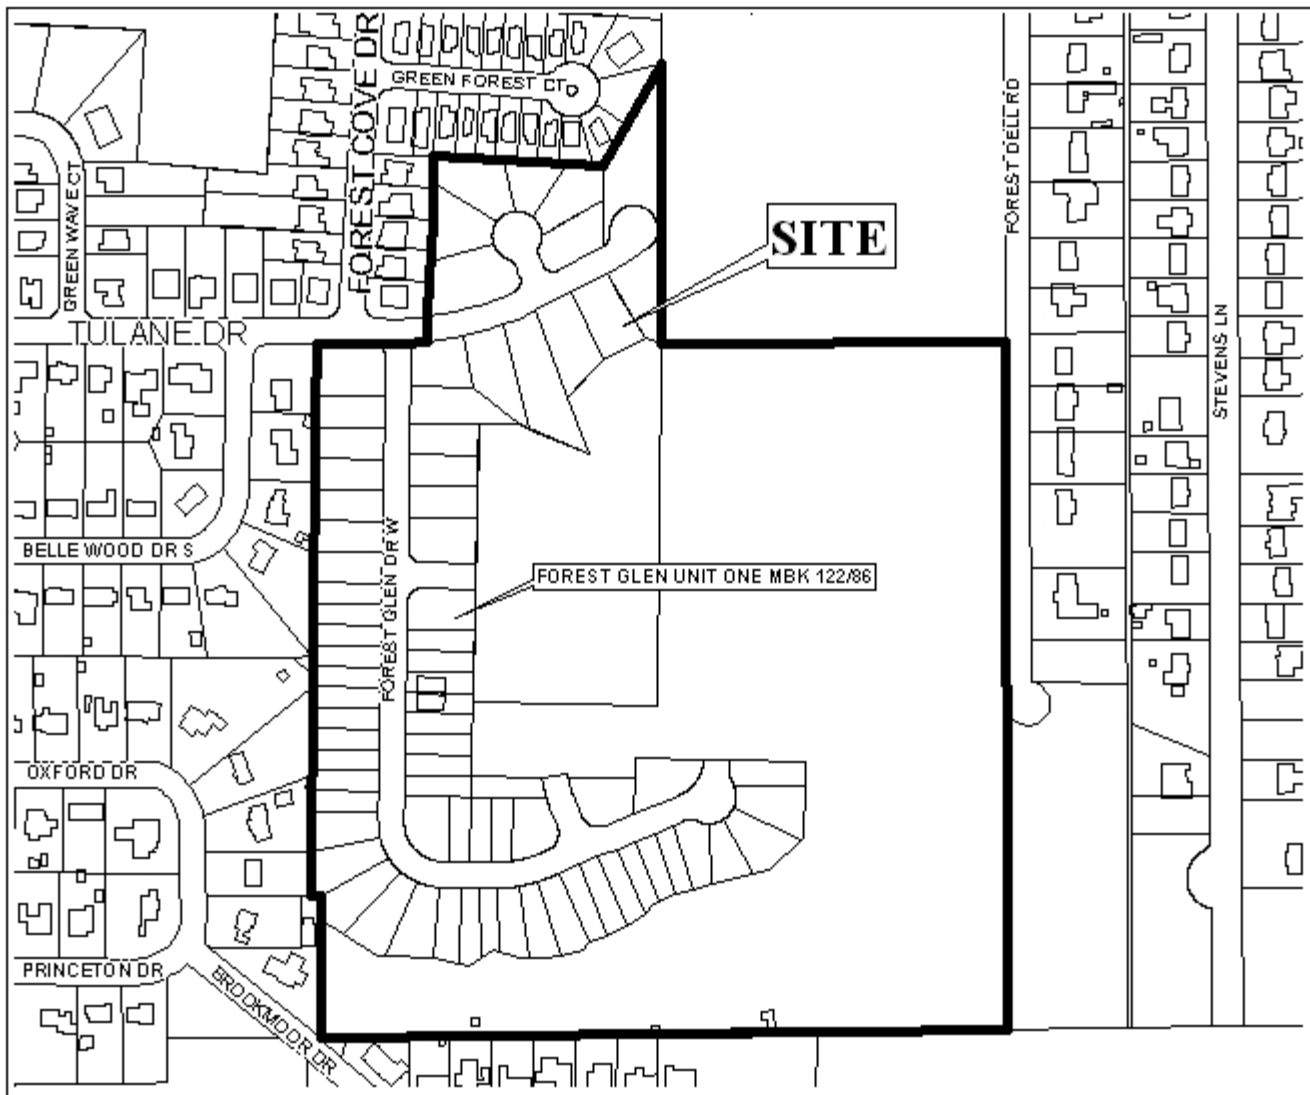 FOREST COVE DR
GREEN FOREST CT
FOREST DELL RD
GREEN WAVE CT
SITE
TULANE DR
STEVENS LN
BELLE WOOD DR S
FOREST GLEN DR W
FOREST GLEN UNIT ONE MBK 122/86
OXFORD DR
PRINCETON DR
BROOKMOOR DR